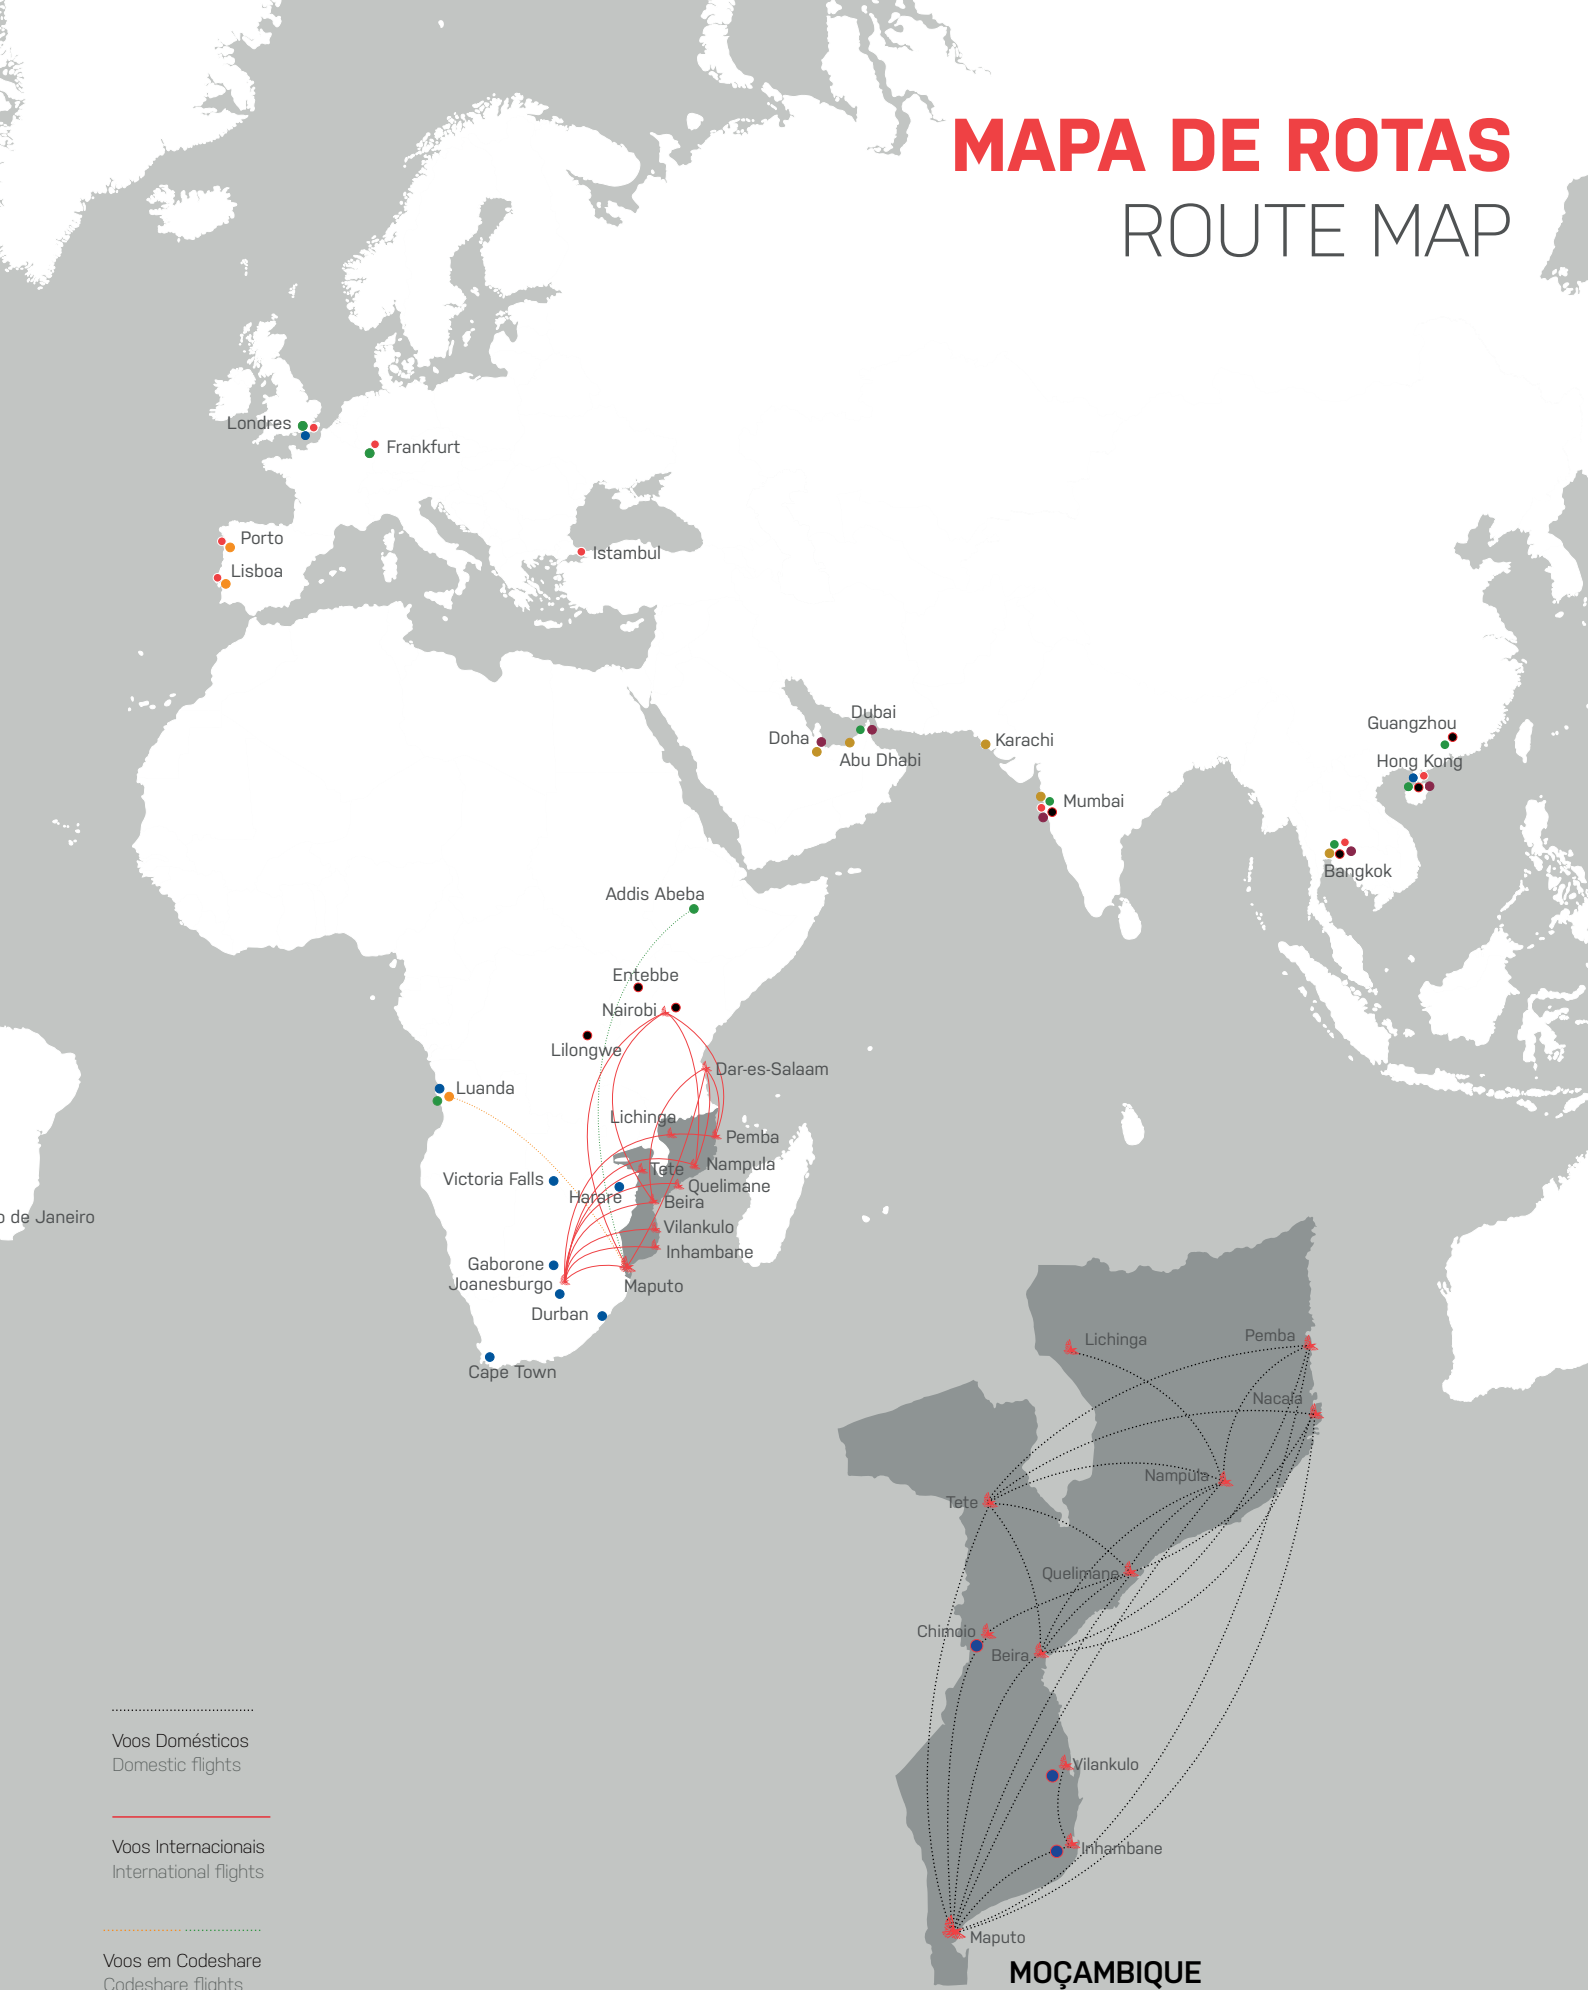 MAPA DE ROTAS
ROUTE MAP
Londres
Frankfurt
Porto
Lisboa
Istambul
Dubai
Doha
Abu Dhabi
Karachi
Mumbai
Guangzhou
Hong Kong
Bangkok
Addis Abeba
Entebbe
Nairobi
Lilongwe
Dar-es-Salaam
Luanda
Lichinga
Pemba
Nampula
Tete
Victoria Falls
Quelimane
Harare
Beira
o de Janeiro
Vilankulo
Inhambane
Gaborone
Joanesburgo
Maputo
Durban
Cape Town
Lichinga
Pemba
Nacala
Nampula
Tete
Quelimane
Chimoio
Beira
Vilankulo
Inhambane
Maputo
MOÇAMBIQUE
Voos Domésticos
Domestic flights
Voos Internacionais
International flights
Voos em Codeshare
Codeshare flights